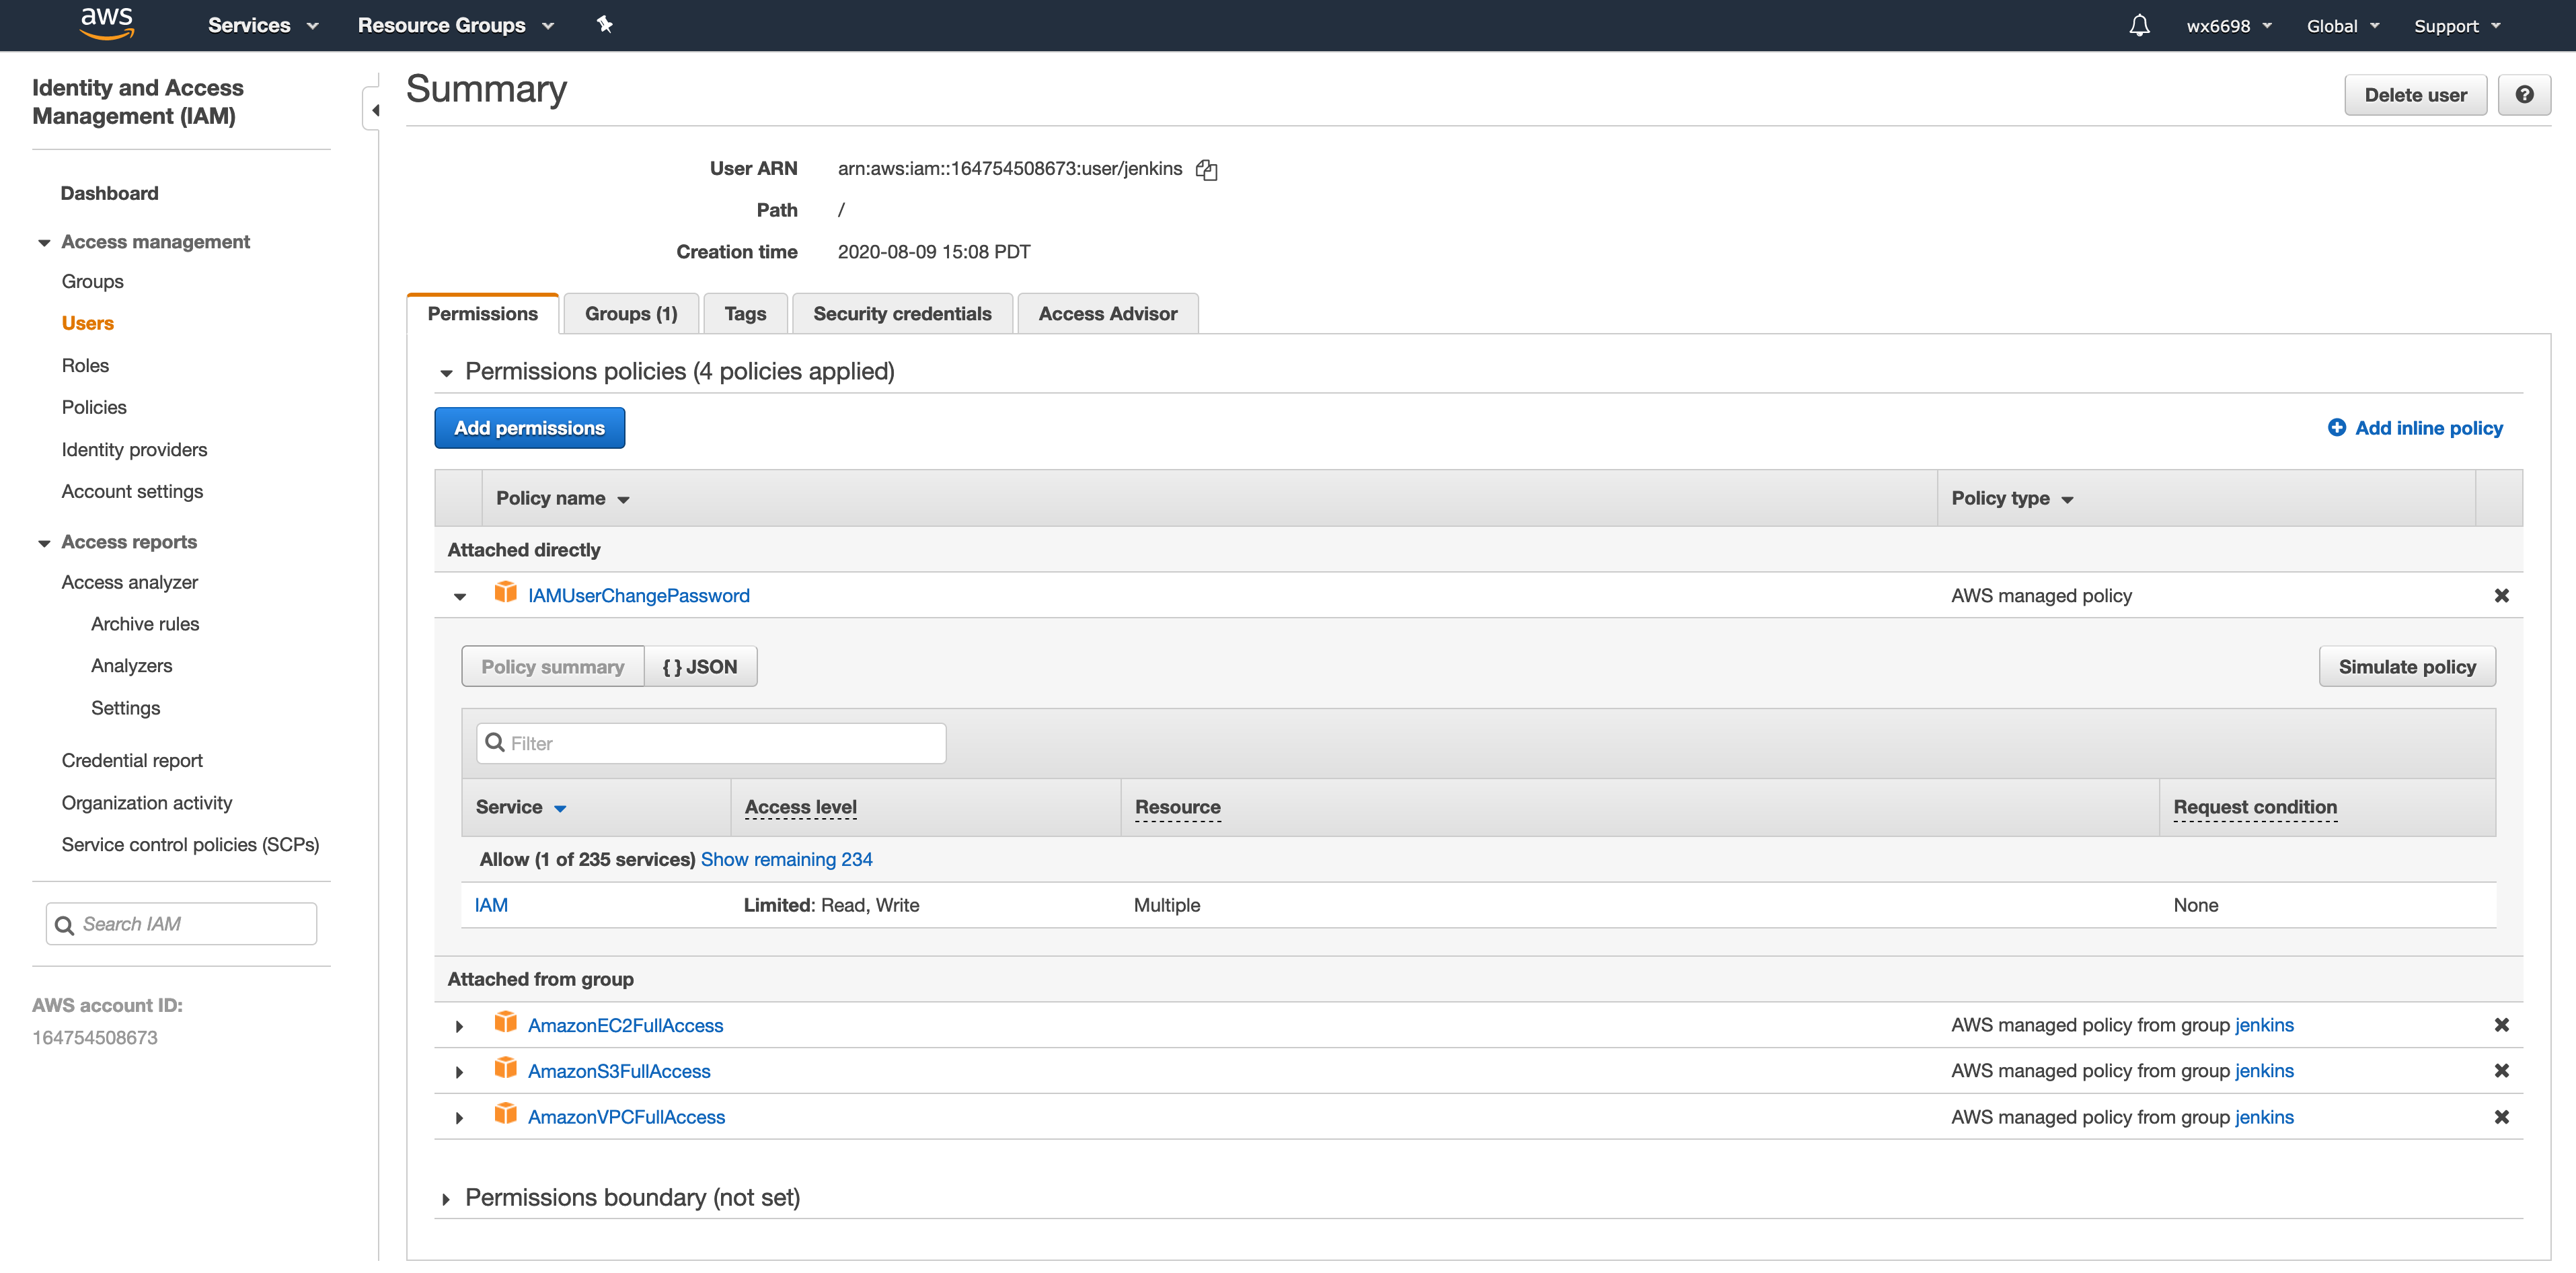 aws Services Resource Groups wx6698 Global Support
Identity and Access
Management (IAM)
Dashboard
Access management
Groups
Users
Roles
Policies
Identity providers
Account settings
Access reports
Access analyzer
Archive rules
Analyzers
Settings
Credential report
Organization activity
Service control policies (SCPs)
Search IAM
AWS account ID:
164754508673
Summary
Delete user
User ARN arn:aws:iam::164754508673:user/jenkins
Path /
Creation time 2020-08-09 15:08 PDT
Permissions Groups (1) Tags Security credentials Access Advisor
Permissions policies (4 policies applied)
Add permissions Add inline policy
Policy name Policy type
Attached directly
IAMUserChangePassword AWS managed policy
Policy summary { } JSON Simulate policy
Filter
Service Access level Resource Request condition
Allow (1 of 235 services) Show remaining 234
IAM Limited: Read, Write Multiple None
Attached from group
AmazonEC2FullAccess AWS managed policy from group jenkins
AmazonS3FullAccess AWS managed policy from group jenkins
AmazonVPCFullAccess AWS managed policy from group jenkins
Permissions boundary (not set)